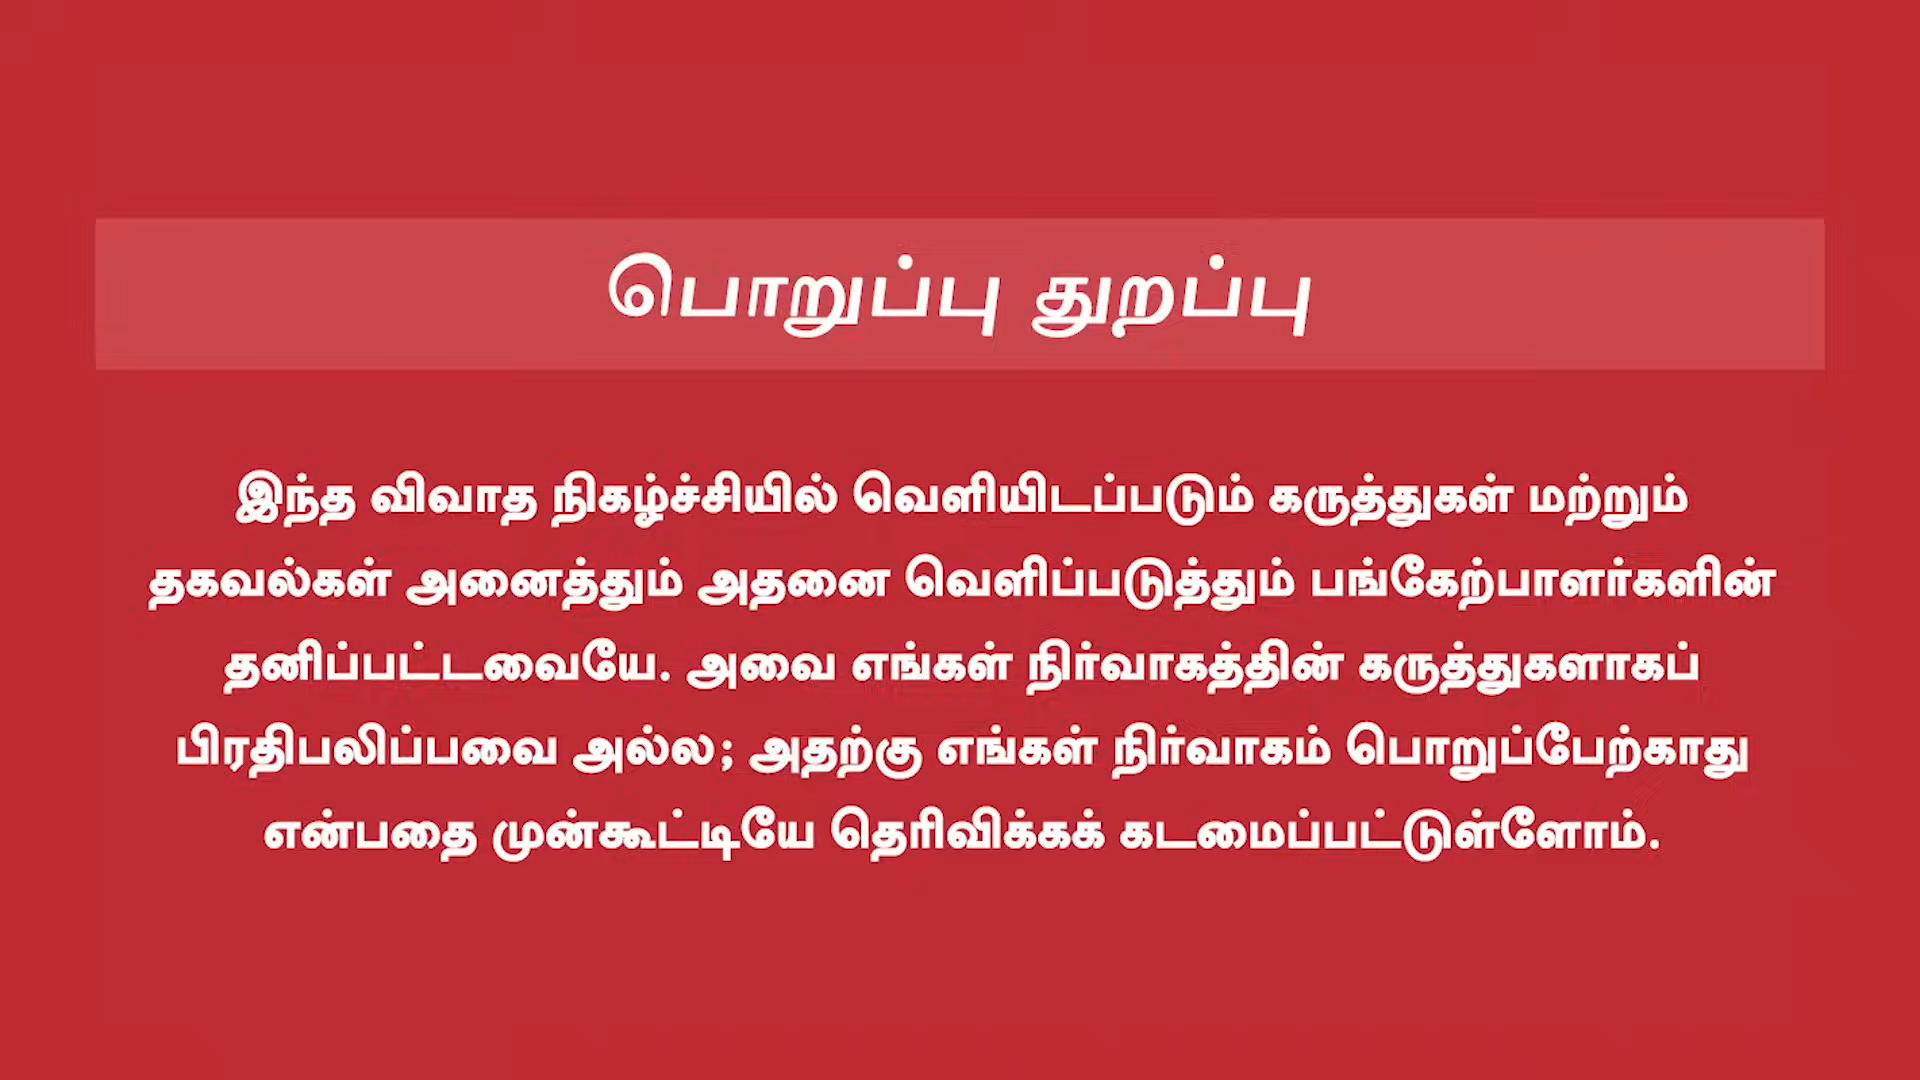 பொறுப்பு துறப்பு
இந்த விவாத நிகழ்ச்சியில் வெளியிடப்படும் கருத்துகள் மற்றும்
தகவல்கள் அனைத்தும் அதனை வெளிப்படுத்தும் பங்கேற்பாளர்களின்
தனிப்பட்டவையே. அவை எங்கள் நிர்வாகத்தின் கருத்துகளாகப்
பிரதிபலிப்பவை அல்ல; அதற்கு எங்கள் நிர்வாகம் பொறுப்பேற்காது
என்பதை முன்கூட்டியே தெரிவிக்கக் கடமைப்பட்டுள்ளோம்.